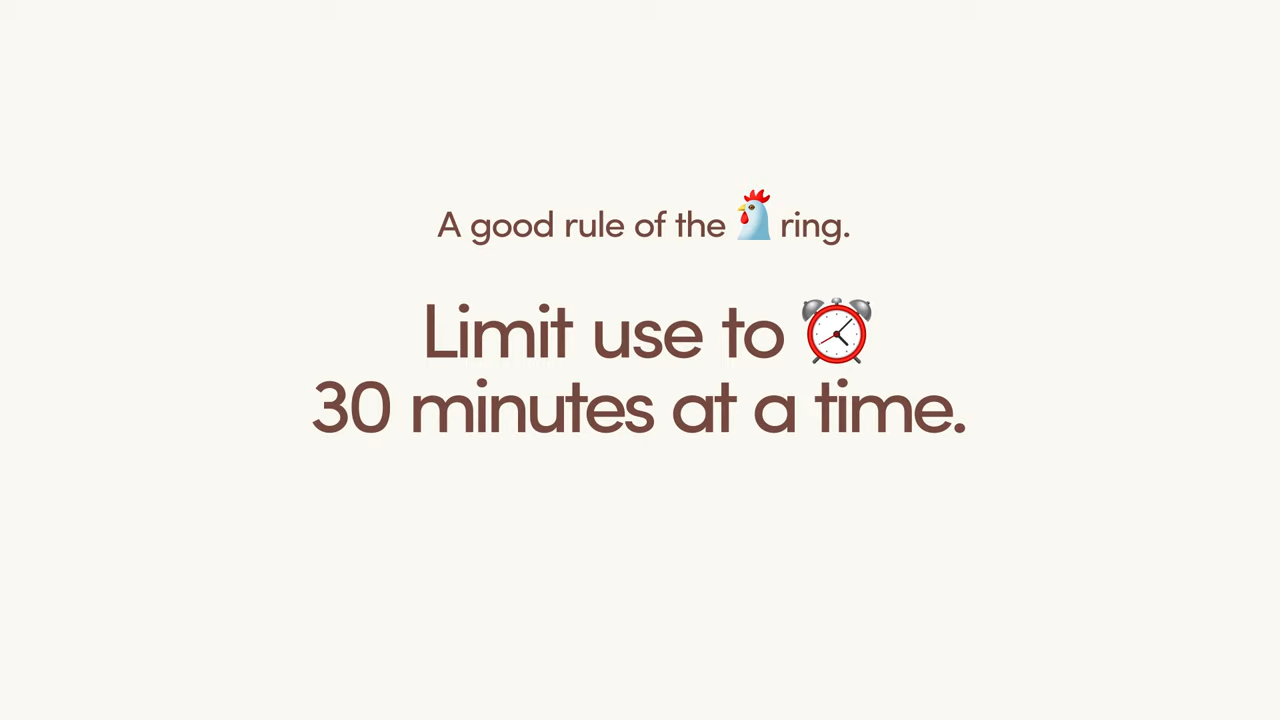 A good rule of the 🐔 ring.
Limit use to ⏰
30 minutes at a time.